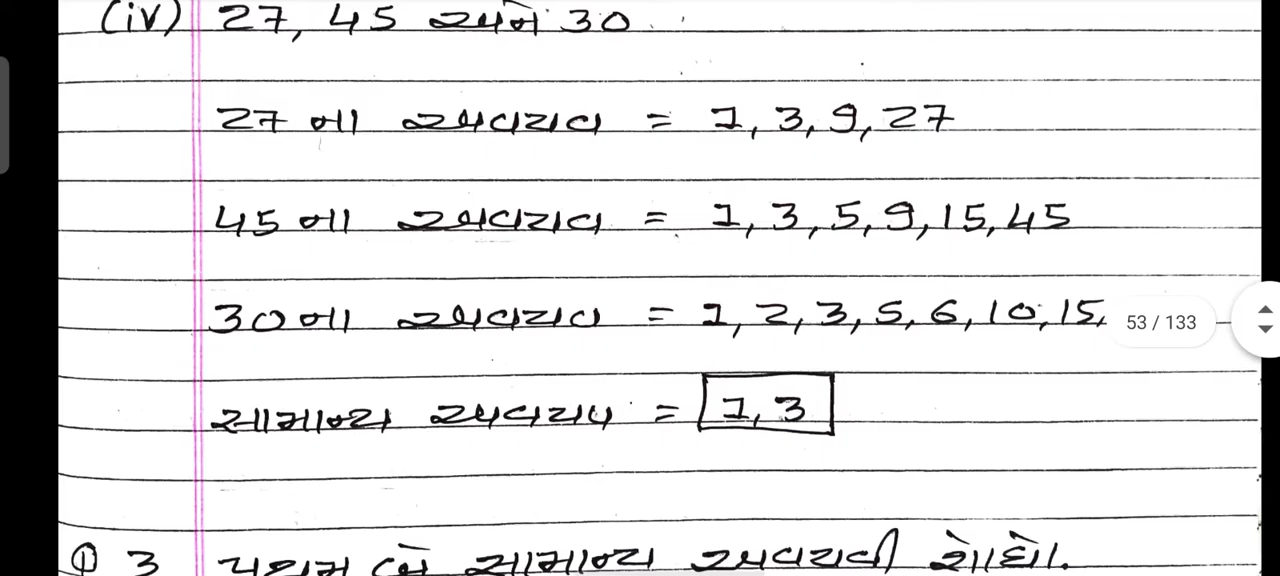 (iv) 27, 45 અને 30
27 ના અવયવ = 1, 3, 9, 27
45 ના અવયવ = 1, 3, 5, 9, 15, 45
30 ના અવયવ = 1, 2, 3, 5, 6, 10, 15,
53 / 133
સામાન્ય અવયવ = 1, 3
Q 3 પ્રથમ બે સામાન્ય અવયવી શોધો.